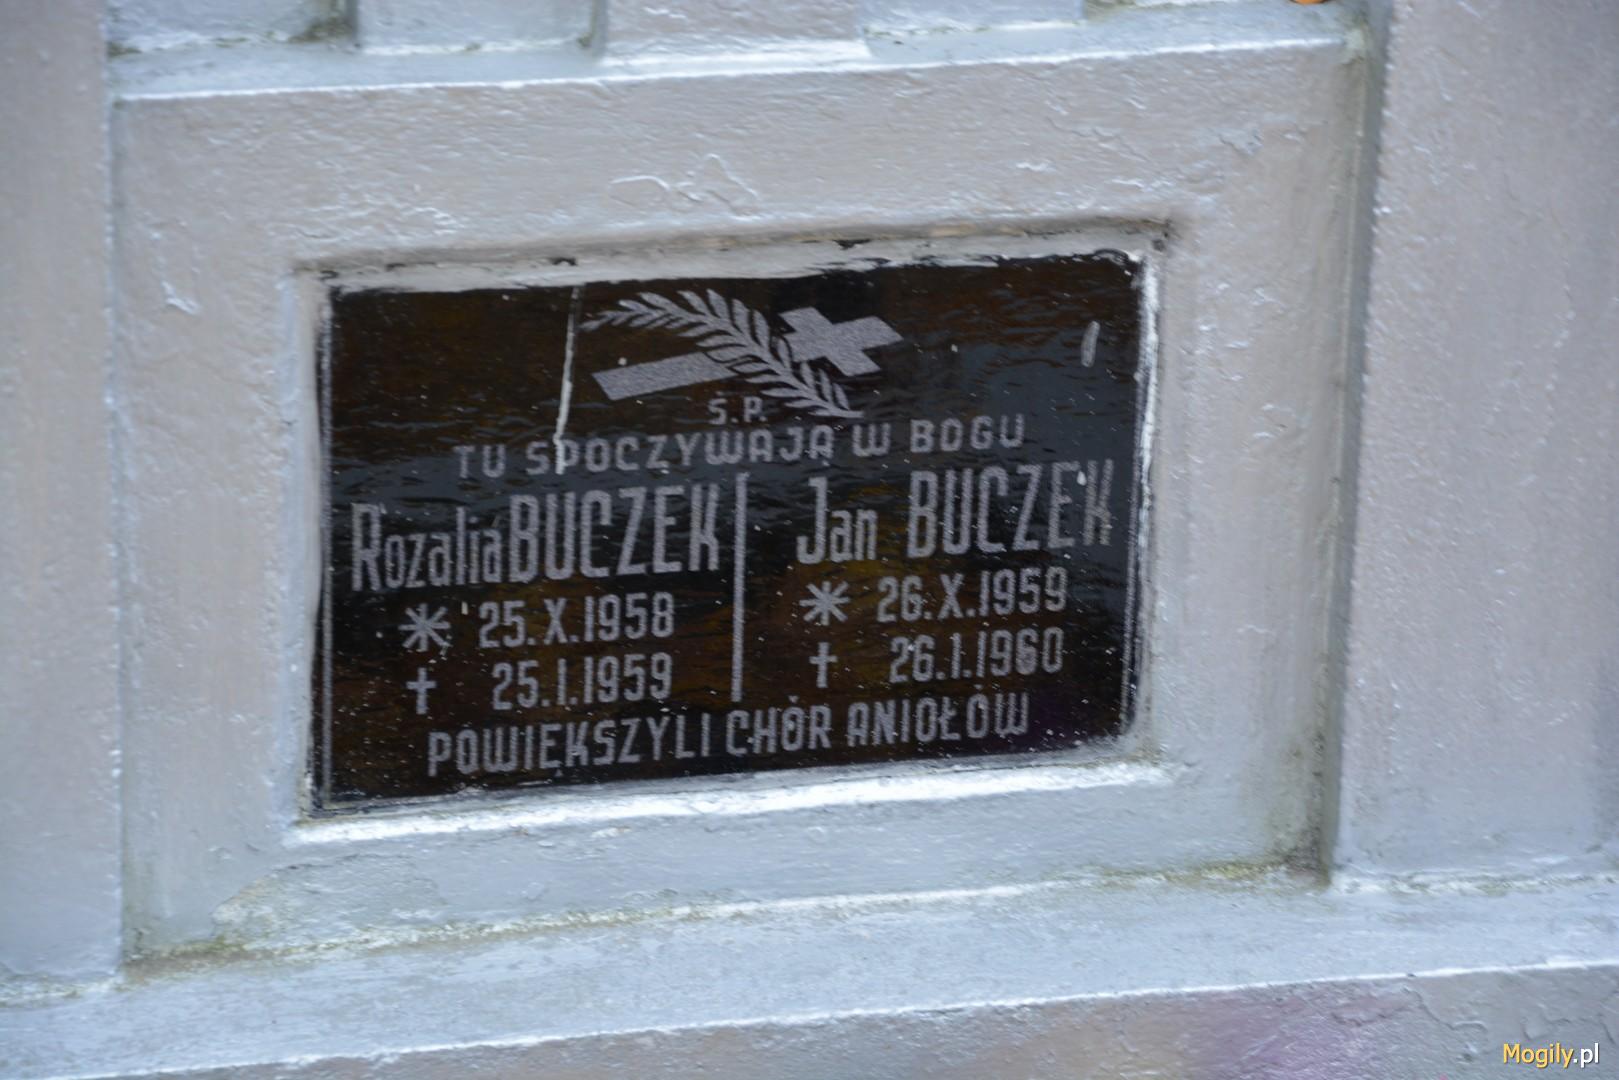 Ś.P.
TU SPOCZYWAJĄ W BOGU
Rozalia BUCZEK
* 25.X.1958
† 25.I.1959
Jan BUCZEK
* 26.X.1959
† 26.1.1960
POWIĘKSZYLI CHÓR ANIOŁÓW
Mogily.pl